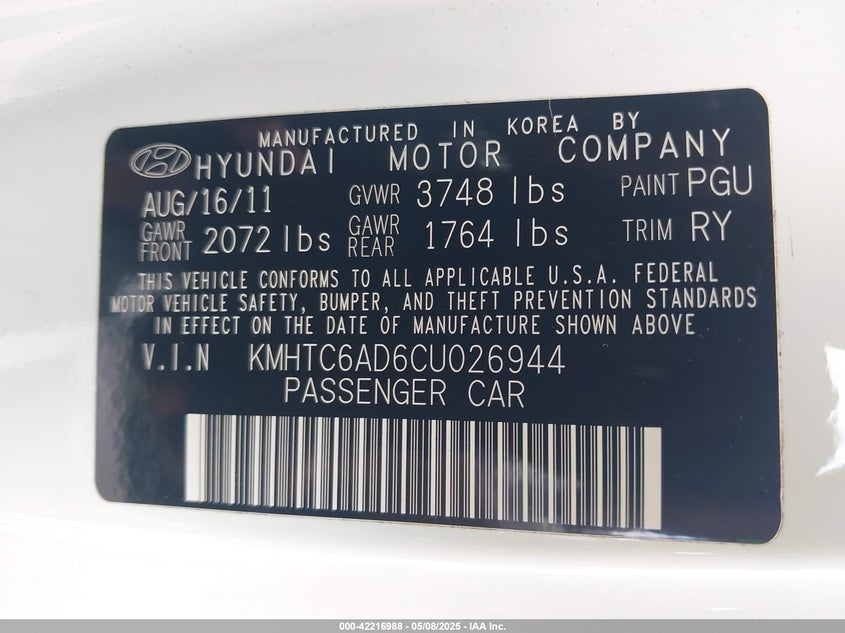 MANUFACTURED IN KOREA BY
HYUNDAI MOTOR COMPANY
AUG/16/11 GVWR 3748 lbs PAINT PGU
GAWR FRONT 2072 lbs GAWR REAR 1764 lbs TRIM RY
THIS VEHICLE CONFORMS TO ALL APPLICABLE U.S.A. FEDERAL
MOTOR VEHICLE SAFETY, BUMPER, AND THEFT PREVENTION STANDARDS
IN EFFECT ON THE DATE OF MANUFACTURE SHOWN ABOVE
V.I.N KMHTC6AD6CU026944
PASSENGER CAR
000-42216988 - 05/08/2025 - IAA Inc.